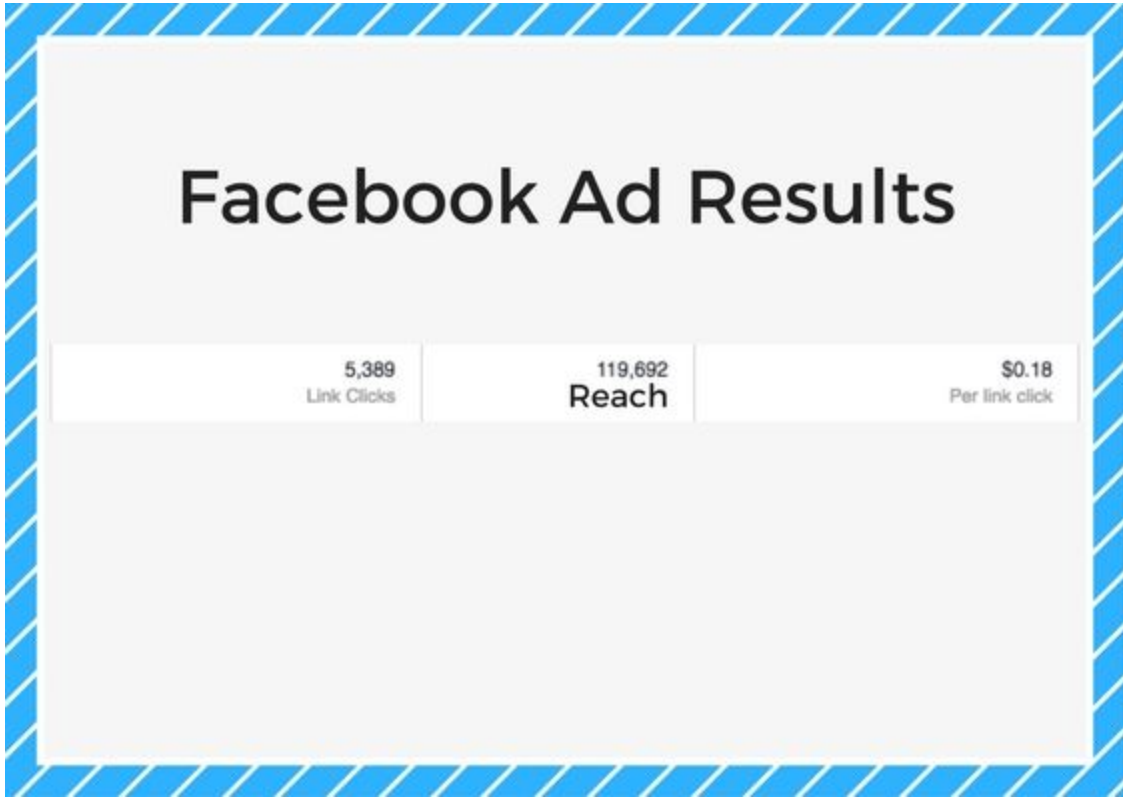 Facebook Ad Results
5,389
Link Clicks
119,692
Reach
$0.18
Per link click